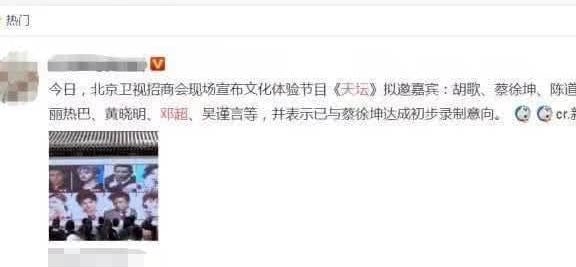 热门
今日，北京卫视招商会现场宣布文化体验节目《天坛》拟邀嘉宾：胡歌、蔡徐坤、陈道
丽热巴、黄晓明、邓超、吴谨言等，并表示已与蔡徐坤达成初步录制意向。 cr.新